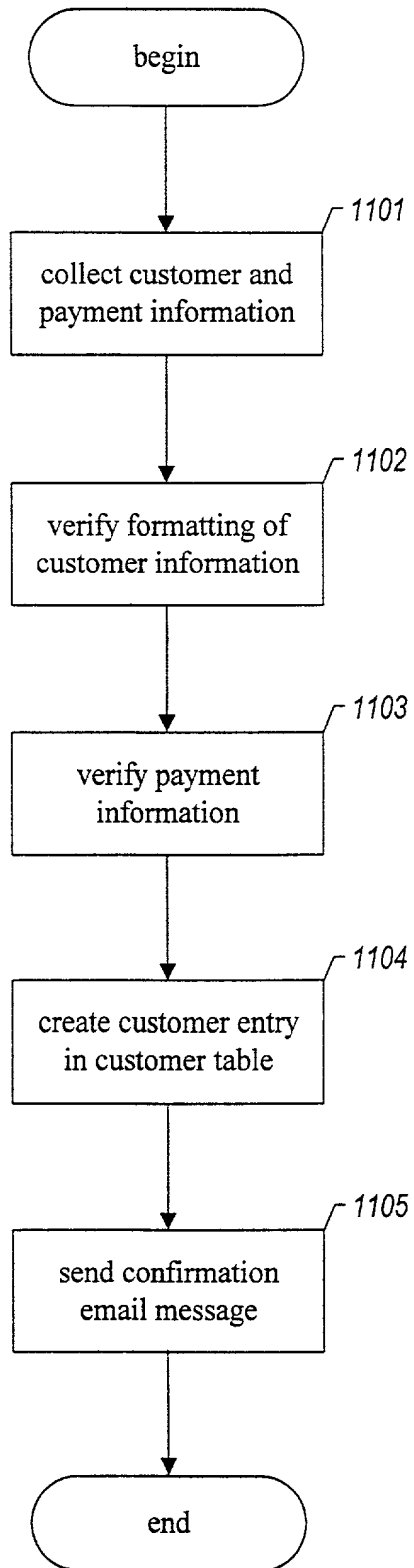 begin
1101
collect customer and
payment information
1102
verify formatting of
customer information
1103
verify payment
information
1104
create customer entry
in customer table
1105
send confirmation
email message
end